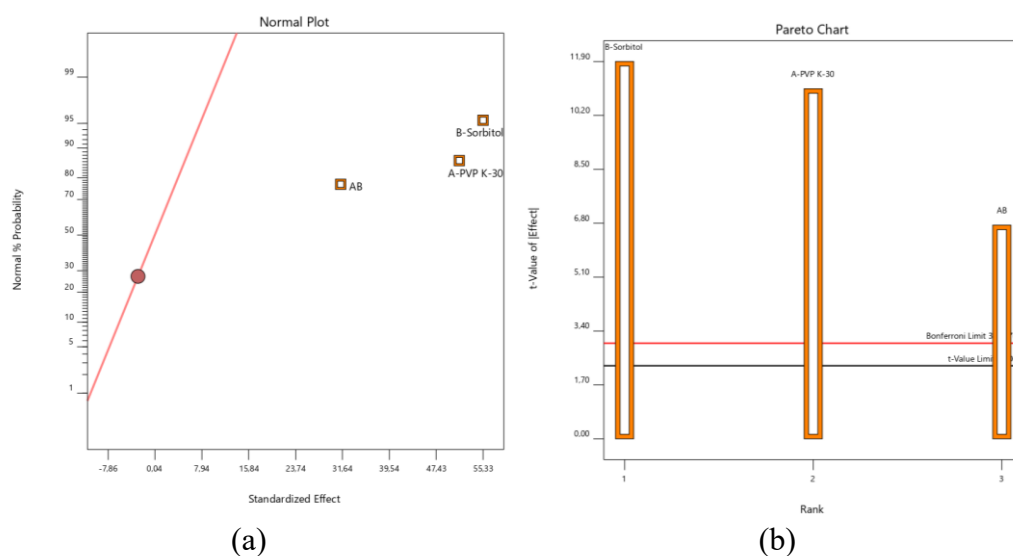 Normal Plot
Normal % Probability
99
95
90
80
70
50
30
20
10
5
1
B-Sorbitol
A-PVP K-30
AB
-7.86 0.04 7.94 15.84 23.74 31.64 39.54 47.43 55.33
Standardized Effect
(a)
Pareto Chart
t-Value of |Effect|
11.90
10.20
8.50
6.80
5.10
3.40
1.70
0.00
B-Sorbitol
A-PVP K-30
AB
Bonferroni Limit
t-Value
1 2 3
Rank
(b)